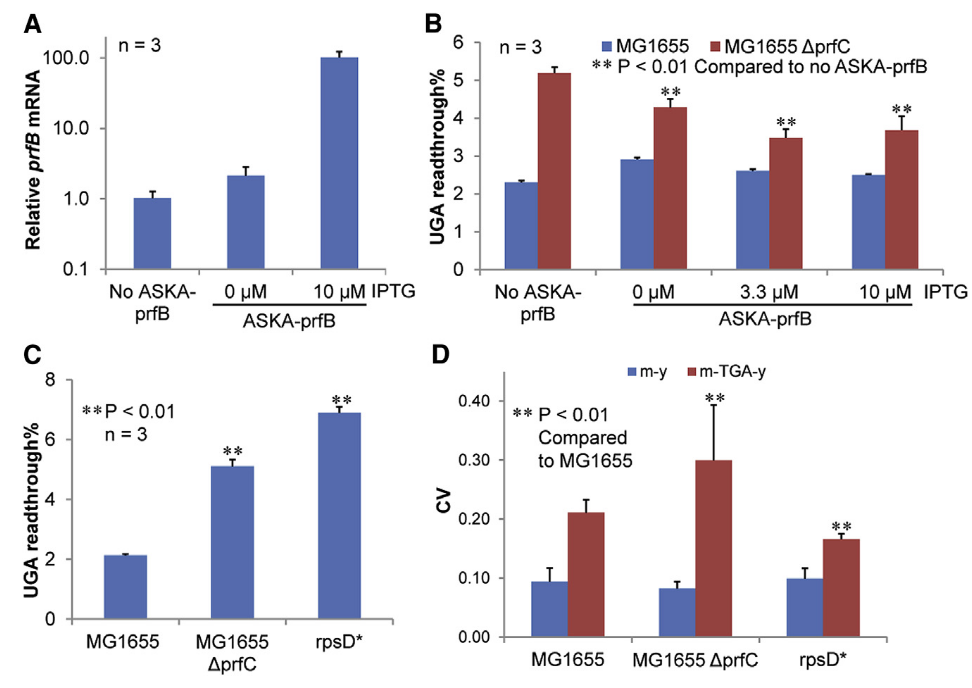 A
n = 3
Relative prfB mRNA
100.0
10.0
1.0
0.1
No ASKA-
prfB
0 μM
10 μM IPTG
ASKA-prfB
B
n = 3
MG1655
MG1655 ΔprfC
** P < 0.01 Compared to no ASKA-prfB
UGA readthrough%
6
5
4
3
2
1
0
**
**
**
No ASKA-
prfB
0 μM
3.3 μM
10 μM
IPTG
ASKA-prfB
C
**P < 0.01
n = 3
UGA readthrough%
8
6
4
2
0
**
**
MG1655
MG1655
ΔprfC
rpsD*
D
m-y
m-TGA-y
** P < 0.01
Compared
to MG1655
CV
0.40
0.30
0.20
0.10
0.00
**
**
MG1655
MG1655 ΔprfC
rpsD*